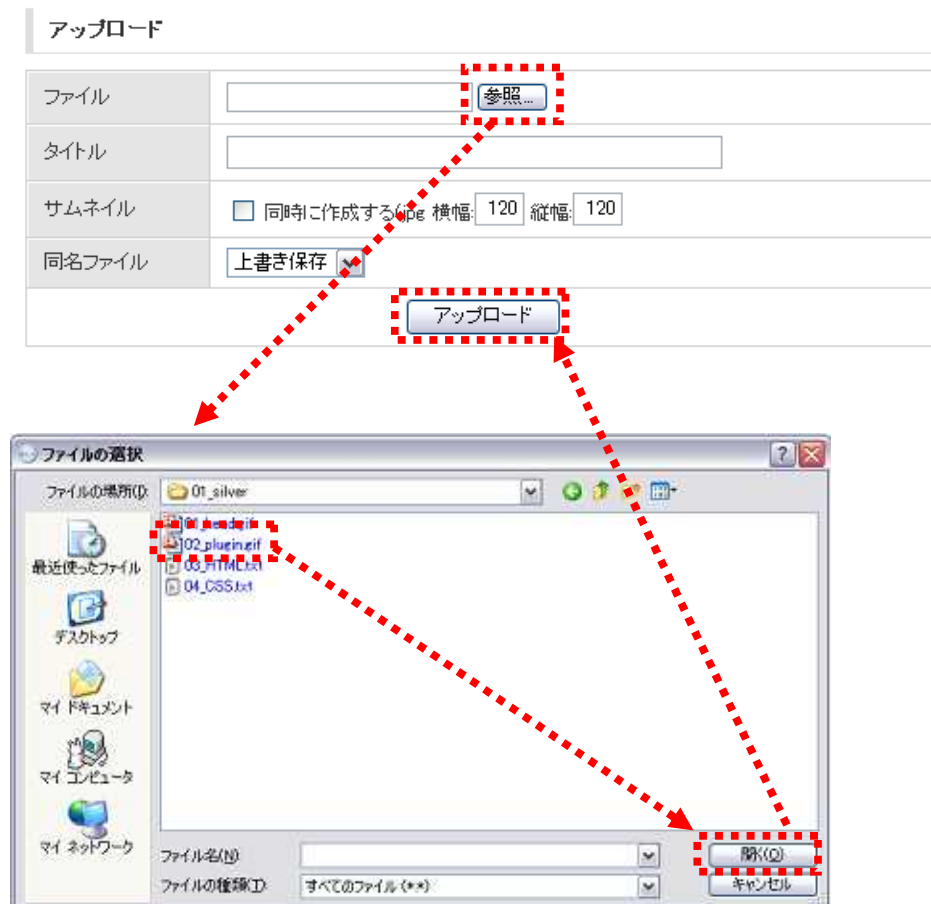 アップロード
ファイル 参照...
タイトル
サムネイル 同時に作成する(jpg 横幅: 120 縦幅: 120
同名ファイル 上書き保存
アップロード
ファイルの選択
ファイルの場所(I): 01_silver
01_head.gif
02_plugin.gif
03_HTML.txt
04_CSS.txt
最近使ったファイル
デスクトップ
マイ ドキュメント
マイ コンピュータ
マイ ネットワーク
ファイル名(N): 開く(O)
ファイルの種類(T): すべてのファイル (*.*) キャンセル